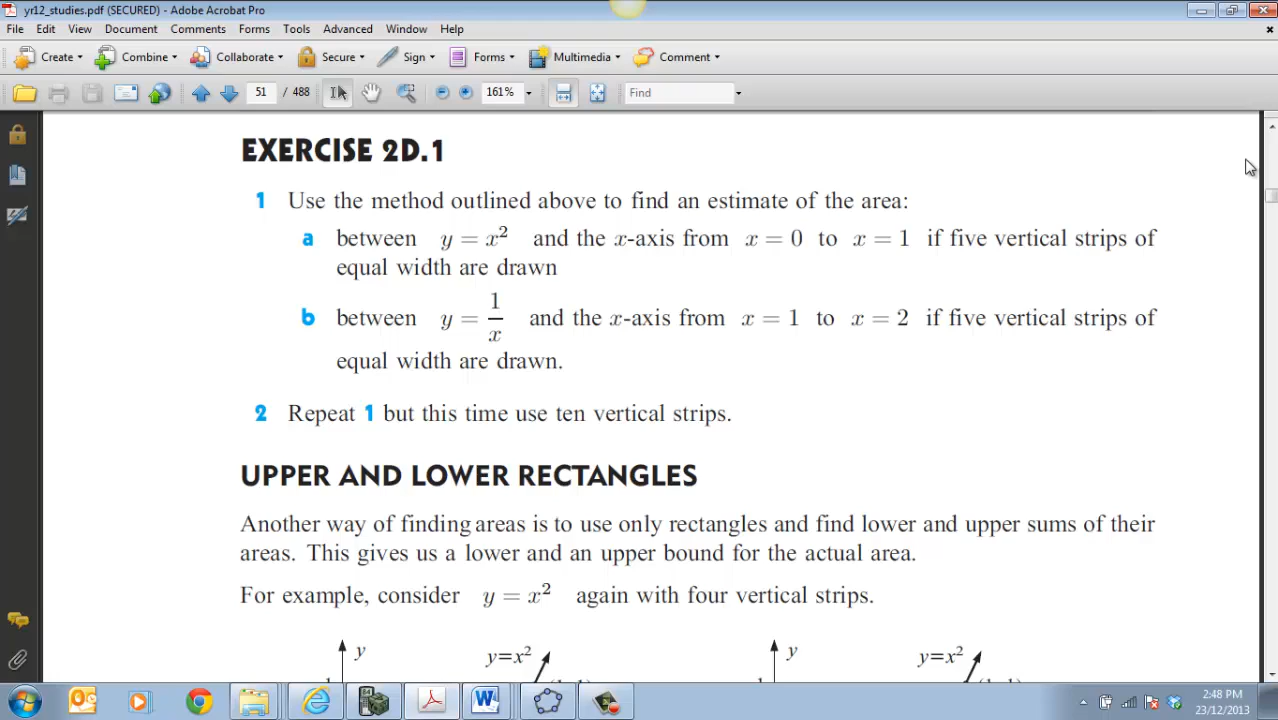 yr12_studies.pdf (SECURED) - Adobe Acrobat Pro
File Edit View Document Comments Forms Tools Advanced Window Help
Create Combine Collaborate Secure Sign Forms Multimedia Comment
51 / 488 161% Find
EXERCISE 2D.1
1 Use the method outlined above to find an estimate of the area:
a between y = x² and the x-axis from x = 0 to x = 1 if five vertical strips of
equal width are drawn
b between y = 1/x and the x-axis from x = 1 to x = 2 if five vertical strips of
equal width are drawn.
2 Repeat 1 but this time use ten vertical strips.
UPPER AND LOWER RECTANGLES
Another way of finding areas is to use only rectangles and find lower and upper sums of their
areas. This gives us a lower and an upper bound for the actual area.
For example, consider y = x² again with four vertical strips.
y y=x² y y=x²
2:48 PM
23/12/2013